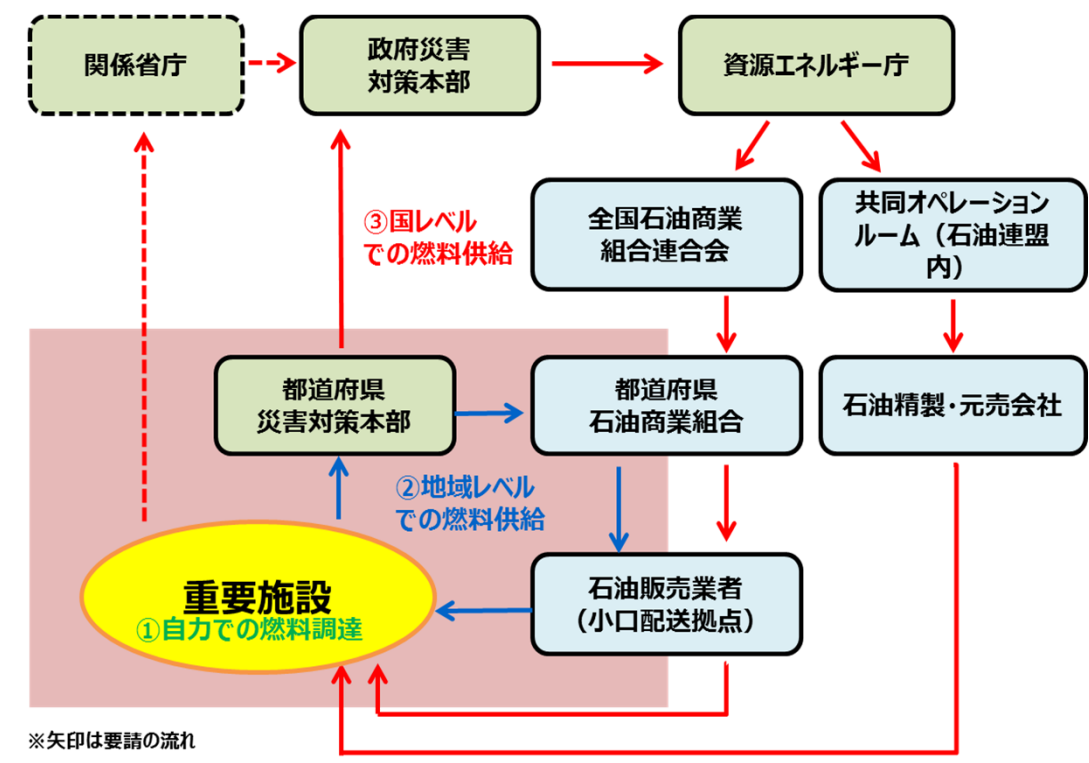 関係省庁
政府災害
対策本部
資源エネルギー庁
全国石油商業
組合連合会
共同オペレーション
ルーム（石油連盟
内）
③国レベル
での燃料供給
都道府県
災害対策本部
都道府県
石油商業組合
石油精製・元売会社
②地域レベル
での燃料供給
重要施設
①自力での燃料調達
石油販売業者
（小口配送拠点）
※矢印は要請の流れ